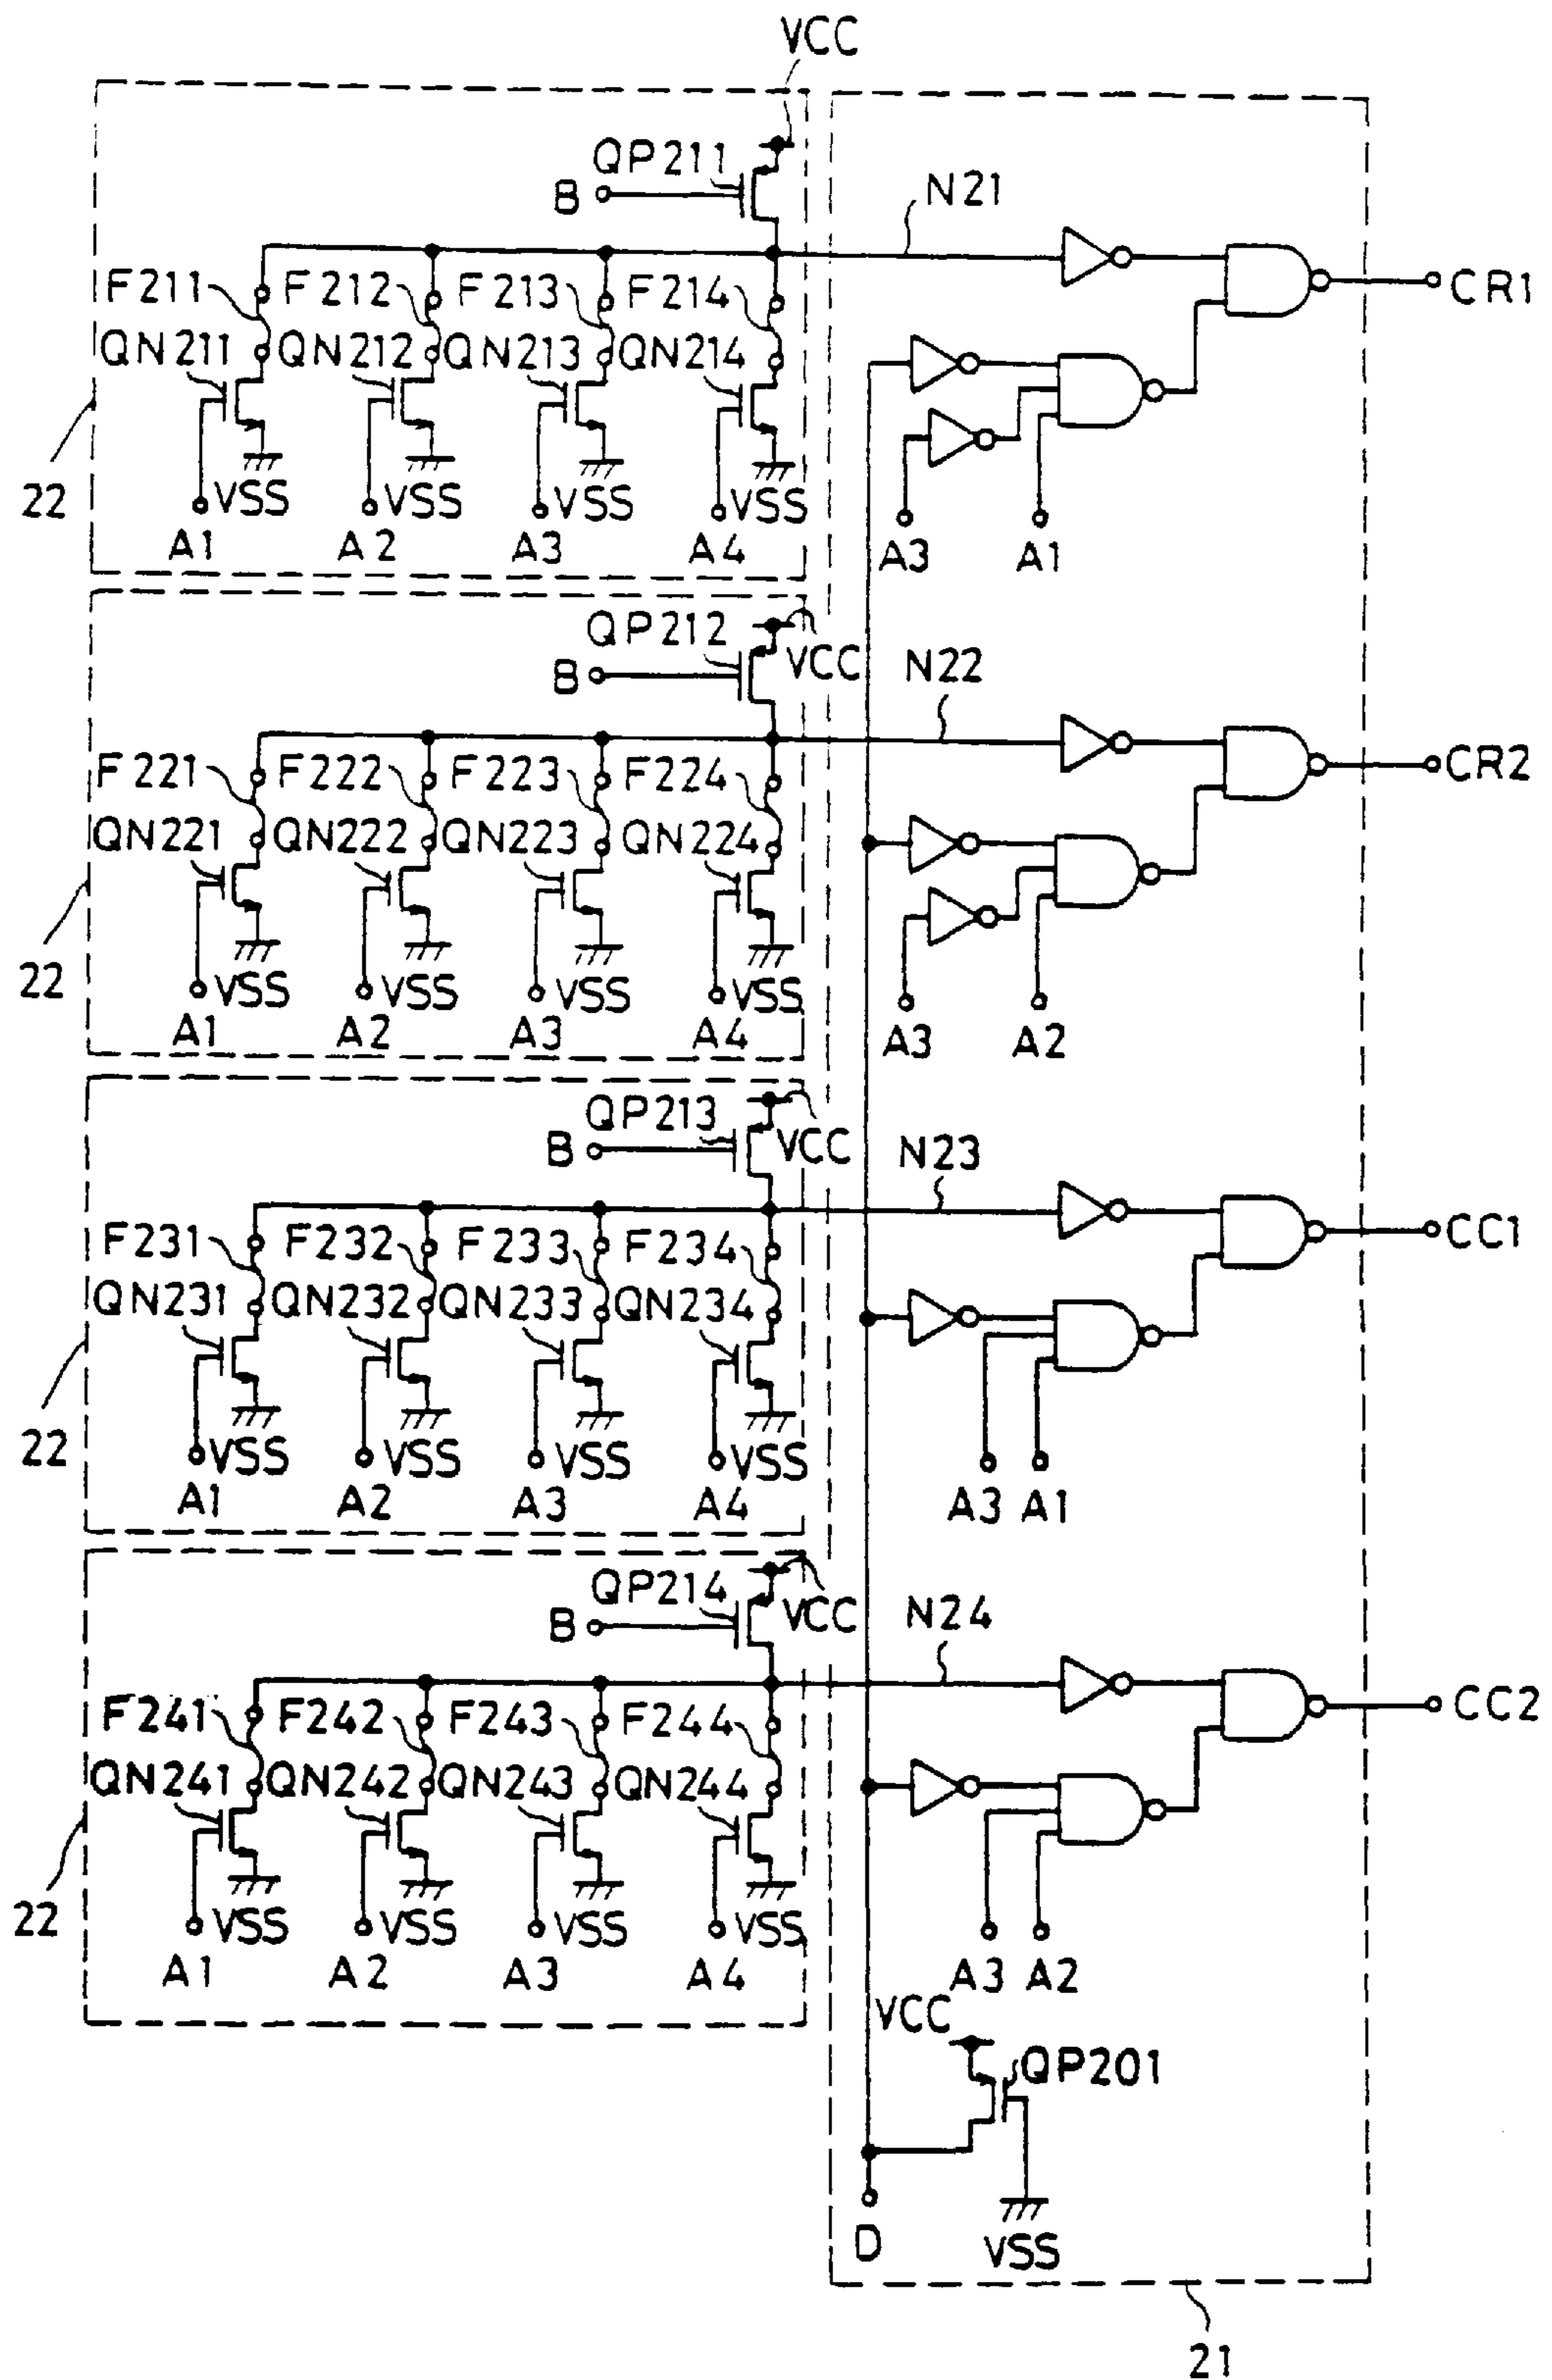 VCC
QP211
B
N21
F211 F212 F213 F214
QN211 QN212 QN213 QN214
CR1
22
VSS VSS VSS VSS
A1 A2 A3 A4
A3 A1
QP212
VCC
B
N22
F221 F222 F223 F224
QN221 QN222 QN223 QN224
CR2
22
VSS VSS VSS VSS
A1 A2 A3 A4
A3 A2
QP213
VCC
B
N23
F231 F232 F233 F234
QN231 QN232 QN233 QN234
CC1
22
VSS VSS VSS VSS
A1 A2 A3 A4
A3 A1
QP214
VCC
B
N24
F241 F242 F243 F244
QN241 QN242 QN243 QN244
CC2
22
VSS VSS VSS VSS
A1 A2 A3 A4
A3 A2
VCC
QP201
D
VSS
21